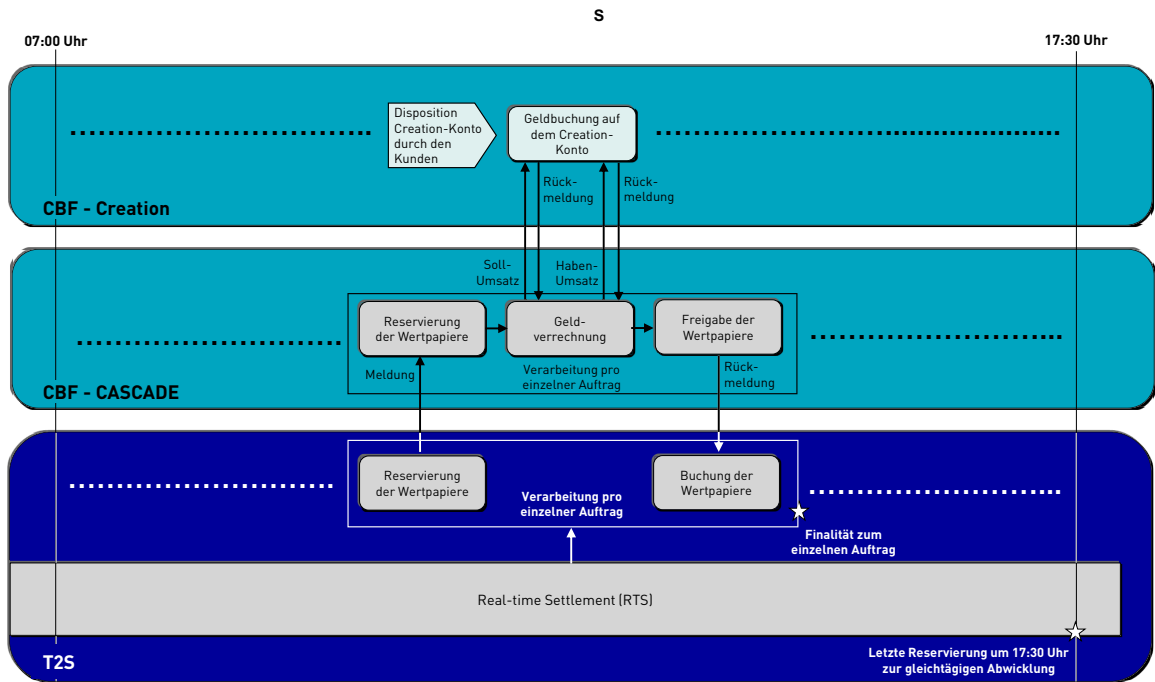 S
07:00 Uhr
17:30 Uhr
Disposition
Creation-Konto
durch den
Kunden
Geldbuchung auf
dem Creation-
Konto
Rück-
meldung
Rück-
meldung
CBF - Creation
Soll-
Umsatz
Haben-
Umsatz
Reservierung
der Wertpapiere
Geld-
verrechnung
Freigabe der
Wertpapiere
Meldung
Verarbeitung pro
einzelner Auftrag
Rück-
meldung
CBF - CASCADE
Reservierung
der Wertpapiere
Buchung der
Wertpapiere
Verarbeitung pro
einzelner Auftrag
Finalität zum
einzelnen Auftrag
Real-time Settlement (RTS)
T2S
Letzte Reservierung um 17:30 Uhr
zur gleichtägigen Abwicklung